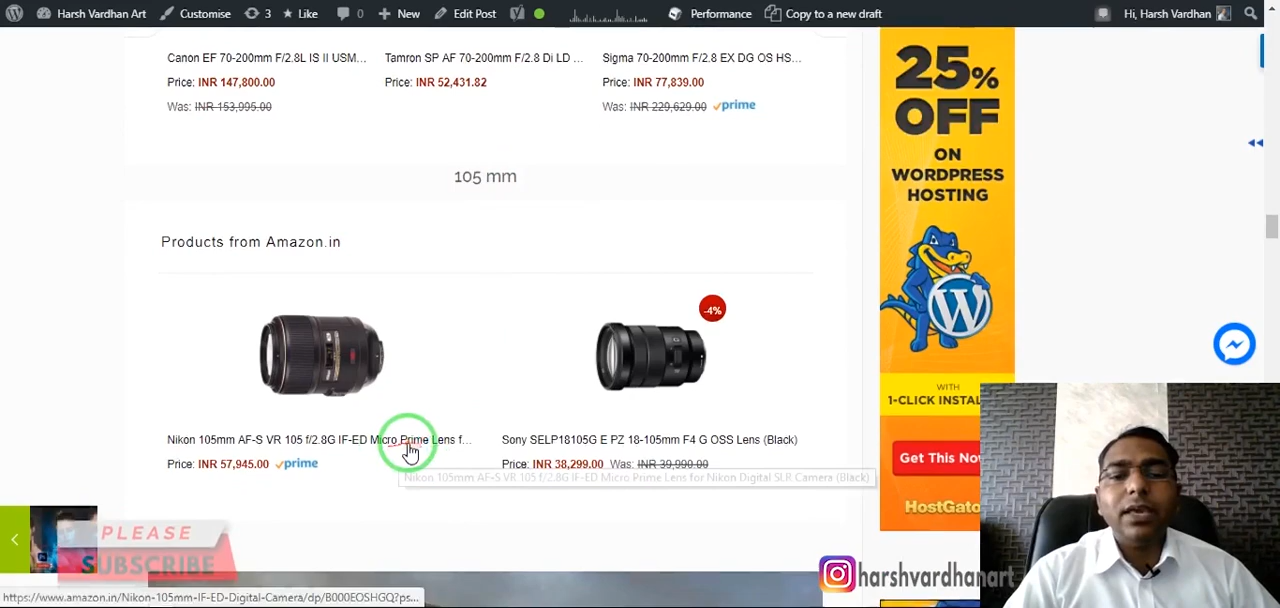 Harsh Vardhan Art Customise 3 Like 0 New Edit Post Performance Copy to a new draft Hi, Harsh Vardhan
Canon EF 70-200mm F/2.8L IS II USM... Tamron SP AF 70-200mm F/2.8 Di LD ... Sigma 70-200mm F/2.8 EX DG OS HS...
Price: INR 147,800.00 Price: INR 52,431.82 Price: INR 77,839.00
Was: INR 153,995.00 Was: INR 229,629.00 prime
105 mm
Products from Amazon.in
-4%
Nikon 105mm AF-S VR 105 f/2.8G IF-ED Micro Prime Lens f... Sony SELP18105G E PZ 18-105mm F4 G OSS Lens (Black)
Price: INR 57,945.00 prime Price: INR 38,299.00 Was: INR 39,990.00
Nikon 105mm AF-S VR 105 f/2.8G IF-ED Micro Prime Lens for Nikon Digital SLR Camera (Black)
25%
OFF
ON
WORDPRESS
HOSTING
W
WITH
1-CLICK INSTAL
Get This Nov
HostGato
PLEASE
SUBSCRIBE
harshvardhanart
https://www.amazon.in/Nikon-105mm-IF-ED-Digital-Camera/dp/B000EOSHGQ?ps...